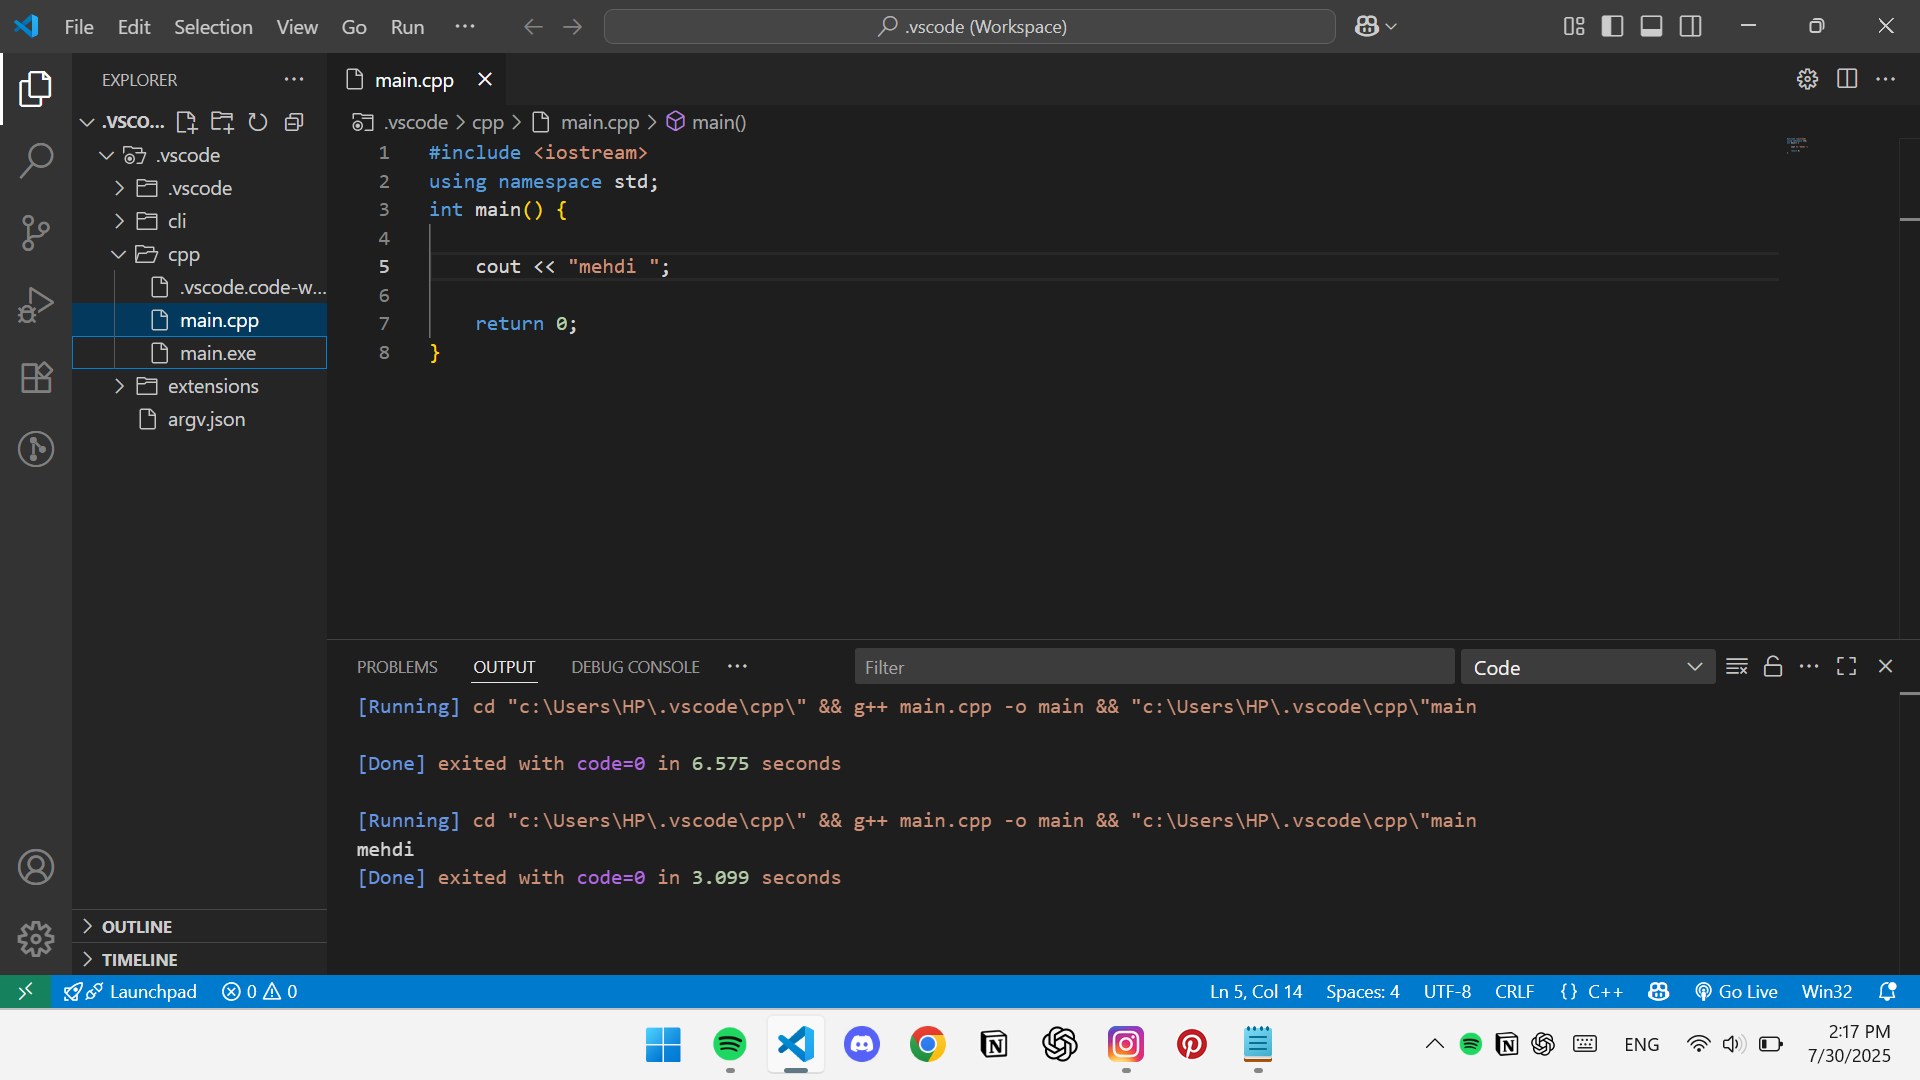 File Edit Selection View Go Run ··· .vscode (Workspace)
EXPLORER
.VSCO...
.vscode
.vscode
cli
cpp
.vscode.code-w...
main.cpp
main.exe
extensions
argv.json
OUTLINE
TIMELINE
main.cpp
.vscode > cpp > main.cpp > main()
1 #include <iostream>
2 using namespace std;
3 int main() {
4
5 cout << "mehdi ";
6
7 return 0;
8 }
PROBLEMS OUTPUT DEBUG CONSOLE ··· Filter Code
[Running] cd "c:\Users\HP\.vscode\cpp\" && g++ main.cpp -o main && "c:\Users\HP\.vscode\cpp\"main
[Done] exited with code=0 in 6.575 seconds
[Running] cd "c:\Users\HP\.vscode\cpp\" && g++ main.cpp -o main && "c:\Users\HP\.vscode\cpp\"main
mehdi
[Done] exited with code=0 in 3.099 seconds
Launchpad 0 0 Ln 5, Col 14 Spaces: 4 UTF-8 CRLF {} C++ Go Live Win32
ENG 2:17 PM
7/30/2025